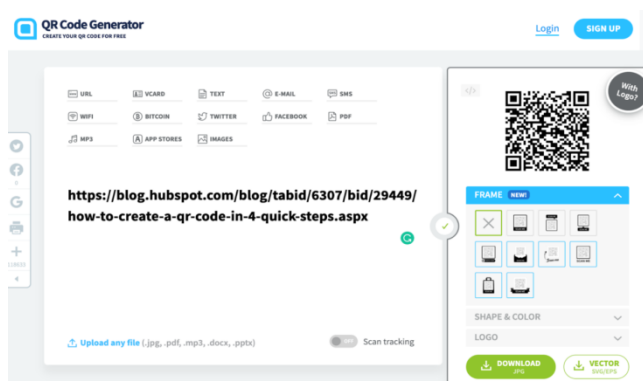 QR Code Generator
CREATE YOUR QR CODE FOR FREE
Login
SIGN UP
URL
VCARD
TEXT
E-MAIL
SMS
WIFI
BITCOIN
TWITTER
FACEBOOK
PDF
MP3
APP STORES
IMAGES
https://blog.hubspot.com/blog/tabid/6307/bid/29449/
how-to-create-a-qr-code-in-4-quick-steps.aspx
Upload any file (.jpg, .pdf, .mp3, .docx, .pptx)
OFF
Scan tracking
With
Logo?
FRAME NEW!
SHAPE & COLOR
LOGO
DOWNLOAD
JPG
VECTOR
SVG/EPS